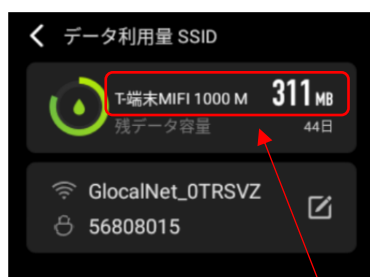 データ利用量 SSID
T-端末MIFI 1000 M 311 MB
残データ容量 44日
GlocalNet_0TRSVZ
56808015